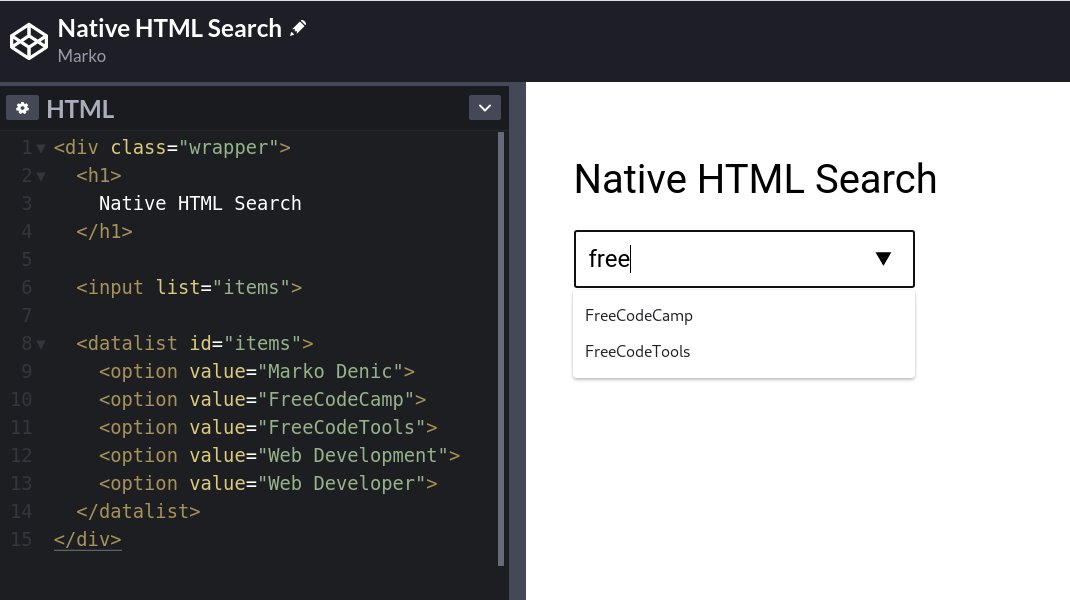 Native HTML Search
Marko
HTML
1 <div class="wrapper">
2 <h1>
3 Native HTML Search
4 </h1>
5
6 <input list="items">
7
8 <datalist id="items">
9 <option value="Marko Denic">
10 <option value="FreeCodeCamp">
11 <option value="FreeCodeTools">
12 <option value="Web Development">
13 <option value="Web Developer">
14 </datalist>
15 </div>
Native HTML Search
free
FreeCodeCamp
FreeCodeTools